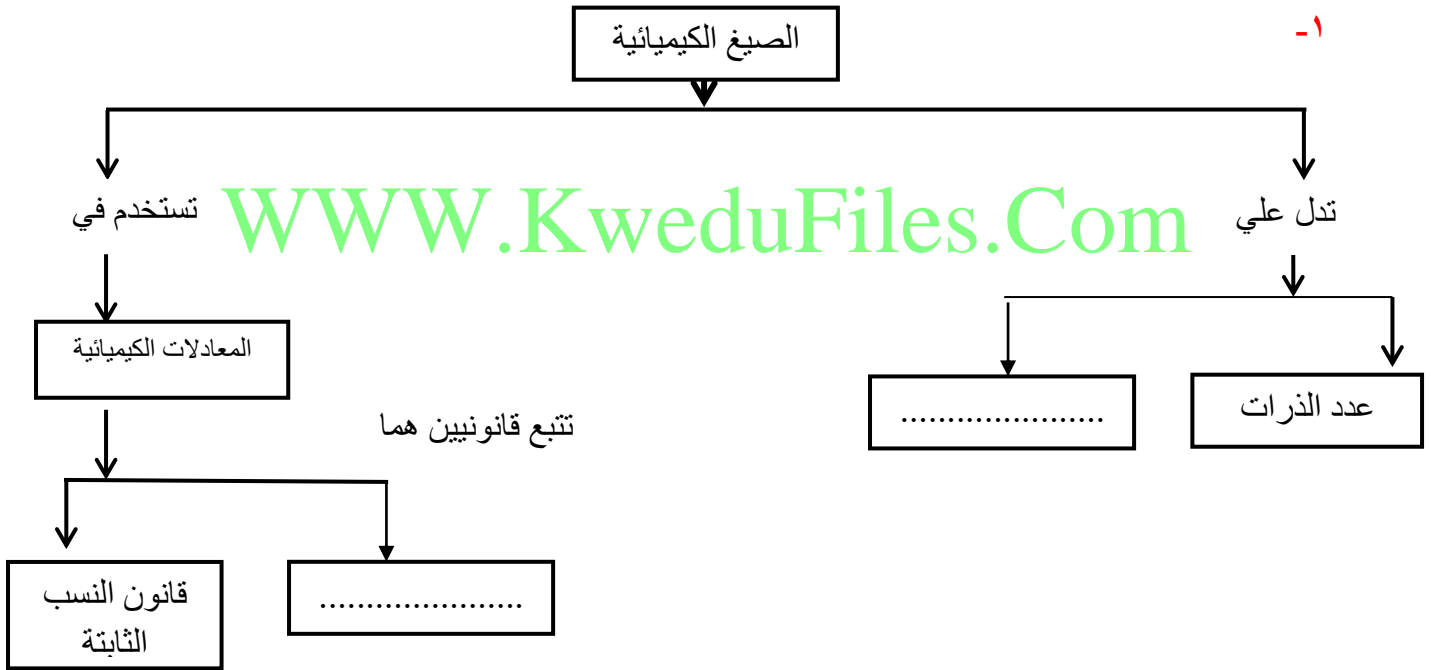 ١-
الصيغ الكيميائية
تدل علي
تستخدم في
WWW.KweduFiles.Com
عدد الذرات
.....................
المعادلات الكيميائية
تتبع قانونيين هما
......................
قانون النسب
الثابتة